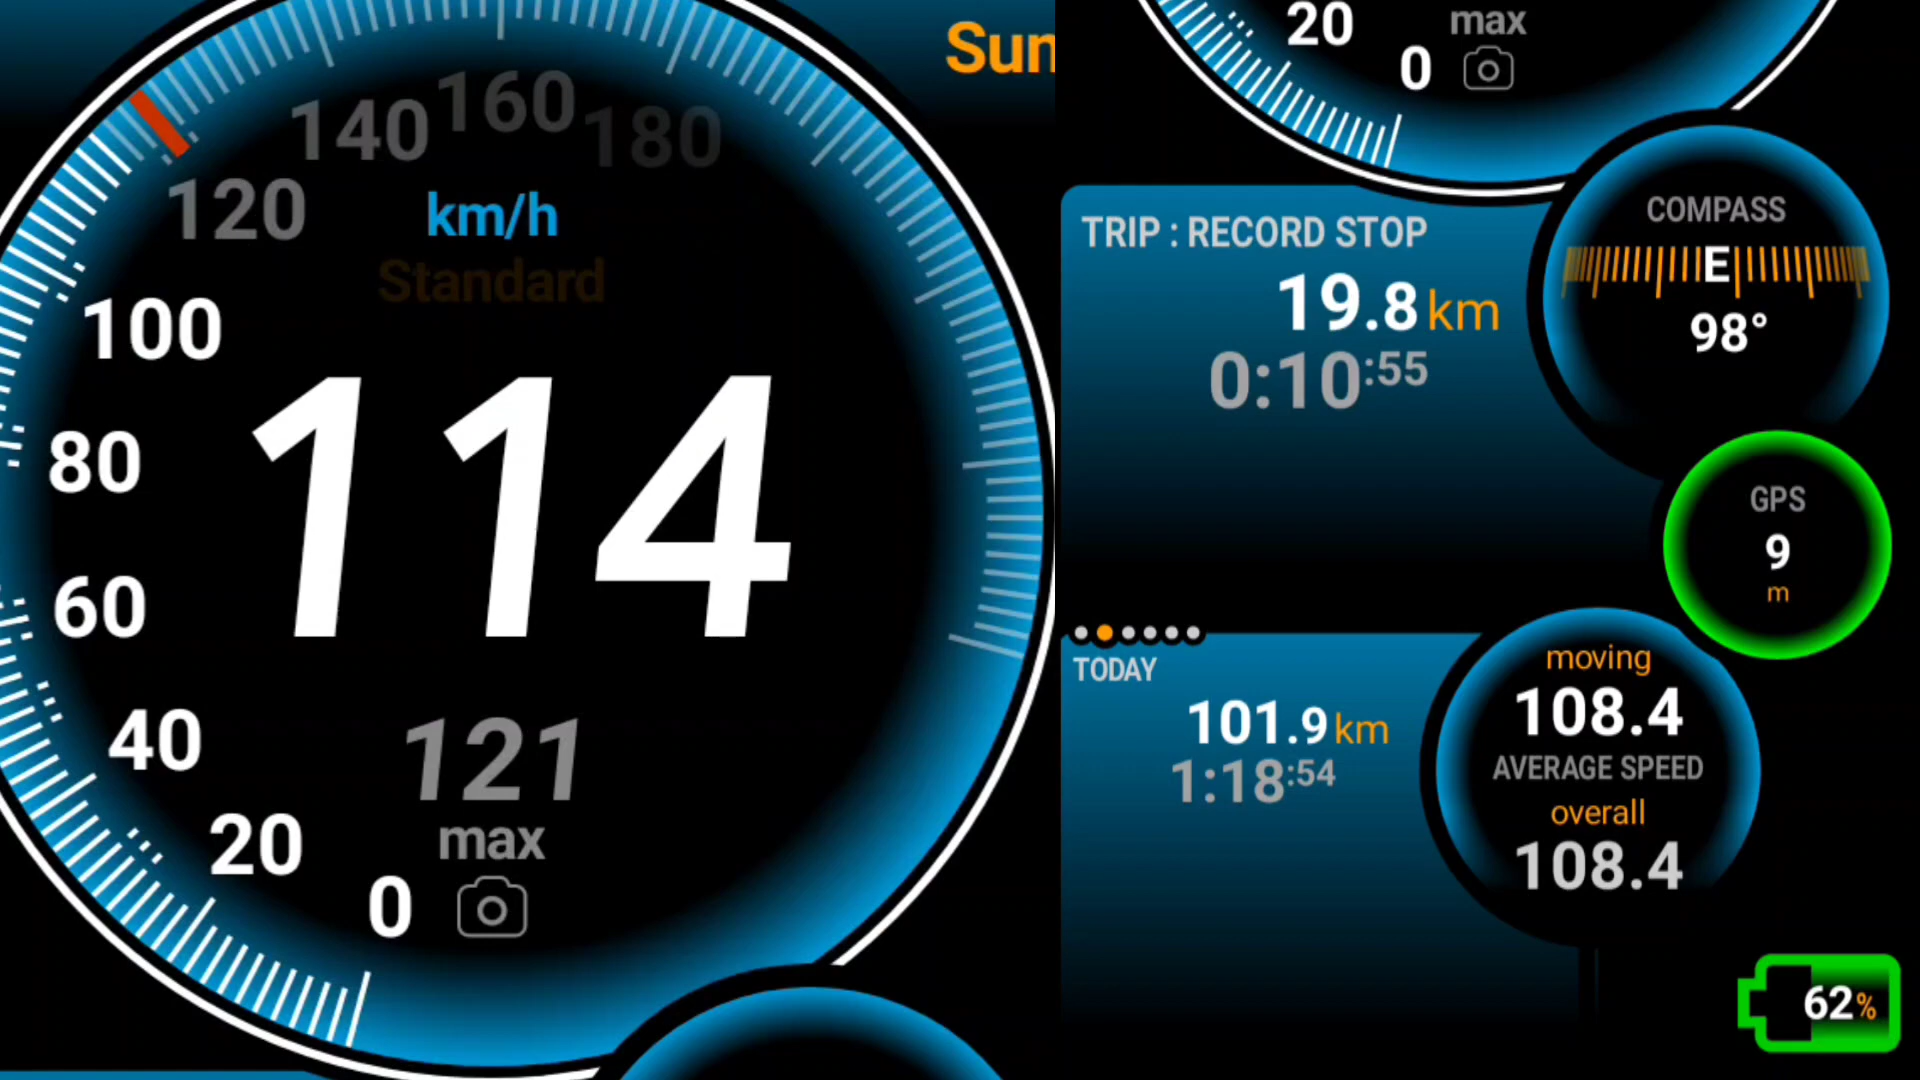 Sun
180
160
140
120
km/h
Standard
100
114
80
60
40
121
max
20
0
20
max
0
COMPASS
E
98°
TRIP : RECORD STOP
19.8 km
0:10:55
GPS
9
m
TODAY
101.9 km
1:18:54
moving
108.4
AVERAGE SPEED
overall
108.4
62%